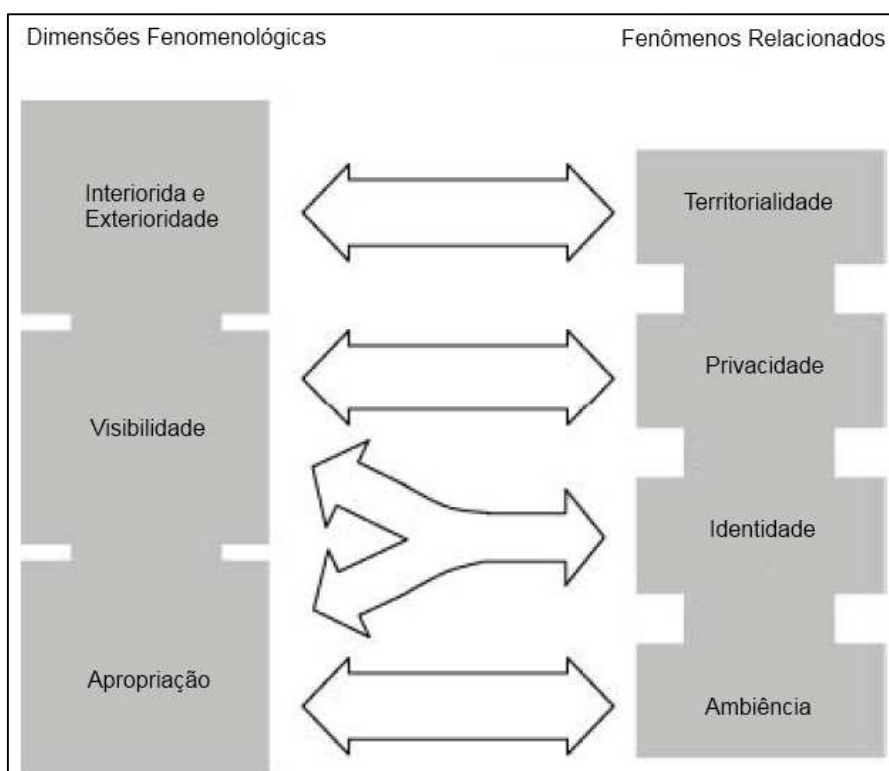 Dimensões Fenomenológicas
Fenômenos Relacionados
Interiorida e
Exterioridade
Territorialidade
Visibilidade
Privacidade
Identidade
Apropriação
Ambiência